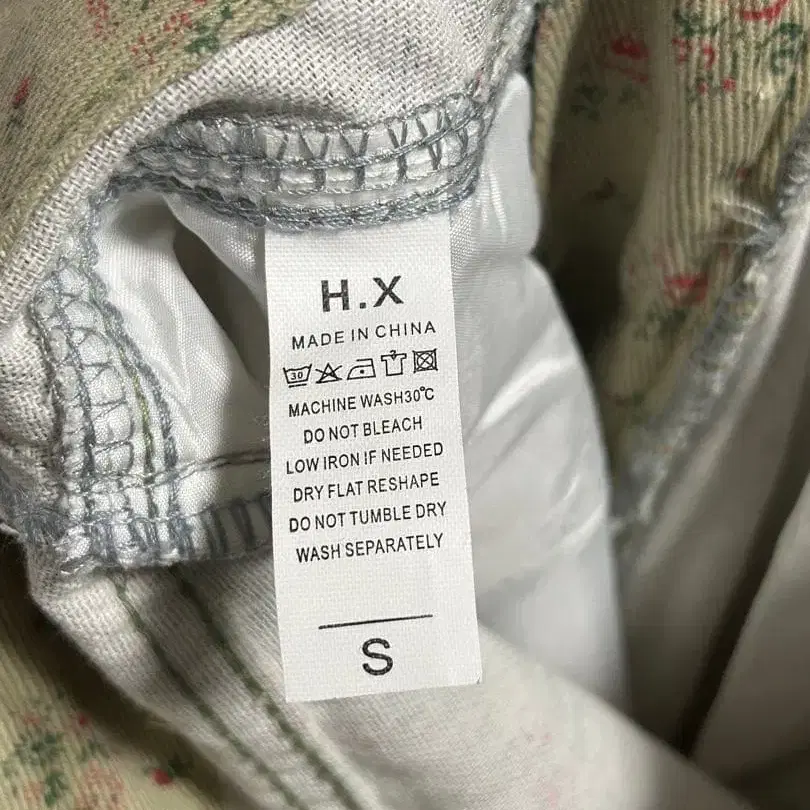 H.X
MADE IN CHINA
30
MACHINE WASH30℃
DO NOT BLEACH
LOW IRON IF NEEDED
DRY FLAT RESHAPE
DO NOT TUMBLE DRY
WASH SEPARATELY
S